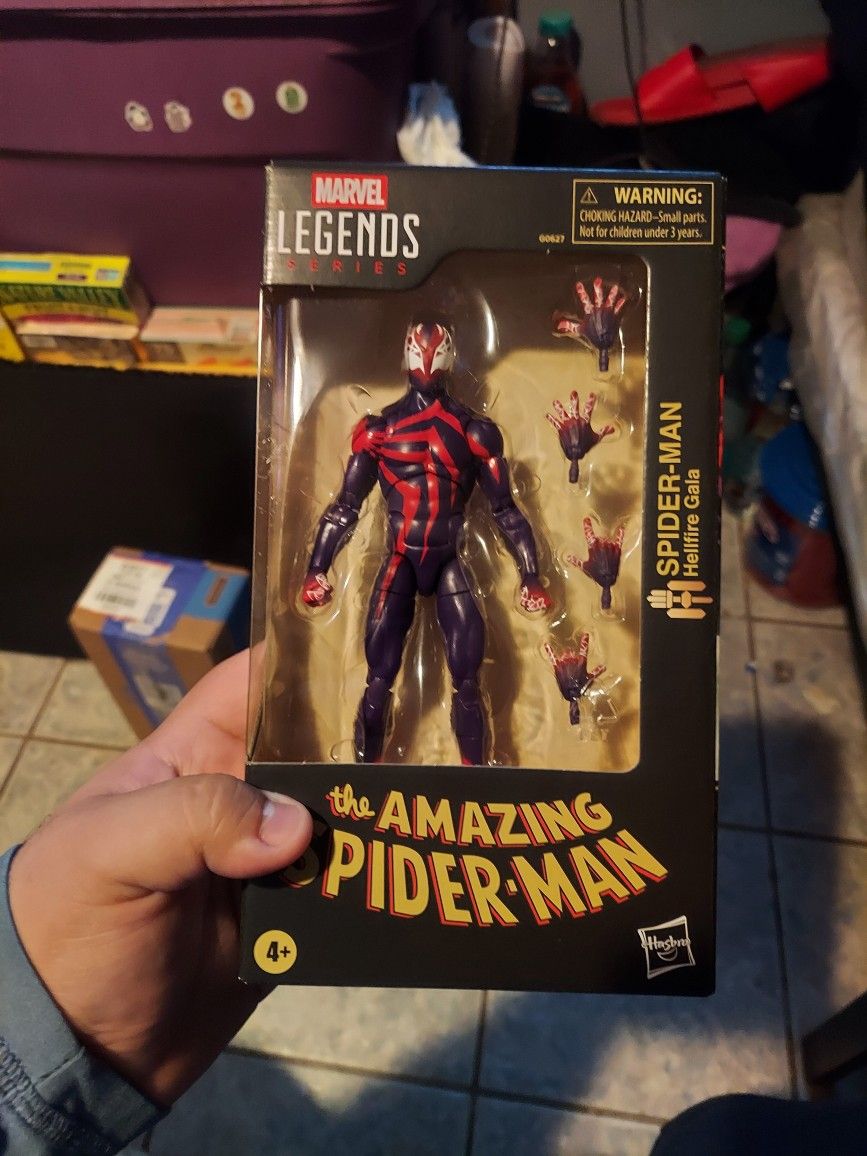 MARVEL
LEGENDS
SERIES
WARNING:
CHOKING HAZARD–Small parts.
Not for children under 3 years.
G0627
SPIDER-MAN
Hellfire Gala
the AMAZING
SPIDER-MAN
4+
Hasbro